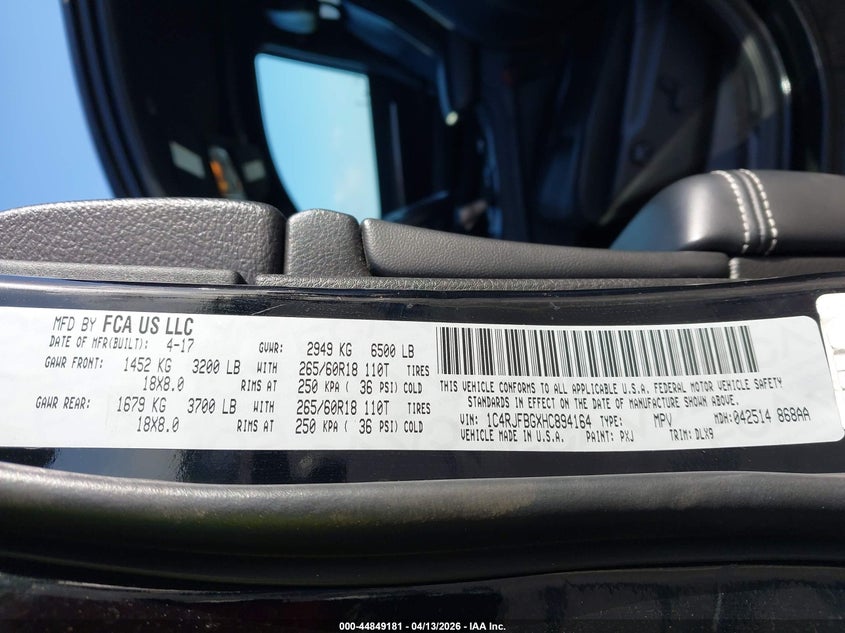 MFD BY FCA US LLC
DATE OF MFR(BUILT): 4-17 GVWR: 2949 KG 6500 LB
GAWR FRONT: 1452 KG 3200 LB WITH 265/60R18 110T TIRES
18X8.0 RIMS AT 250 KPA ( 36 PSI) COLD
GAWR REAR: 1679 KG 3700 LB WITH 265/60R18 110T TIRES
18X8.0 RIMS AT 250 KPA ( 36 PSI) COLD
THIS VEHICLE CONFORMS TO ALL APPLICABLE U.S.A. FEDERAL MOTOR VEHICLE SAFETY
STANDARDS IN EFFECT ON THE DATE OF MANUFACTURE SHOWN ABOVE.
VIN: 1C4RJFBGXHC894164 TYPE: MPV MDH: 042514 868AA
VEHICLE MADE IN U.S.A. PAINT: PXJ TRIM: DLX9
000-44849181 - 04/13/2026 - IAA Inc.